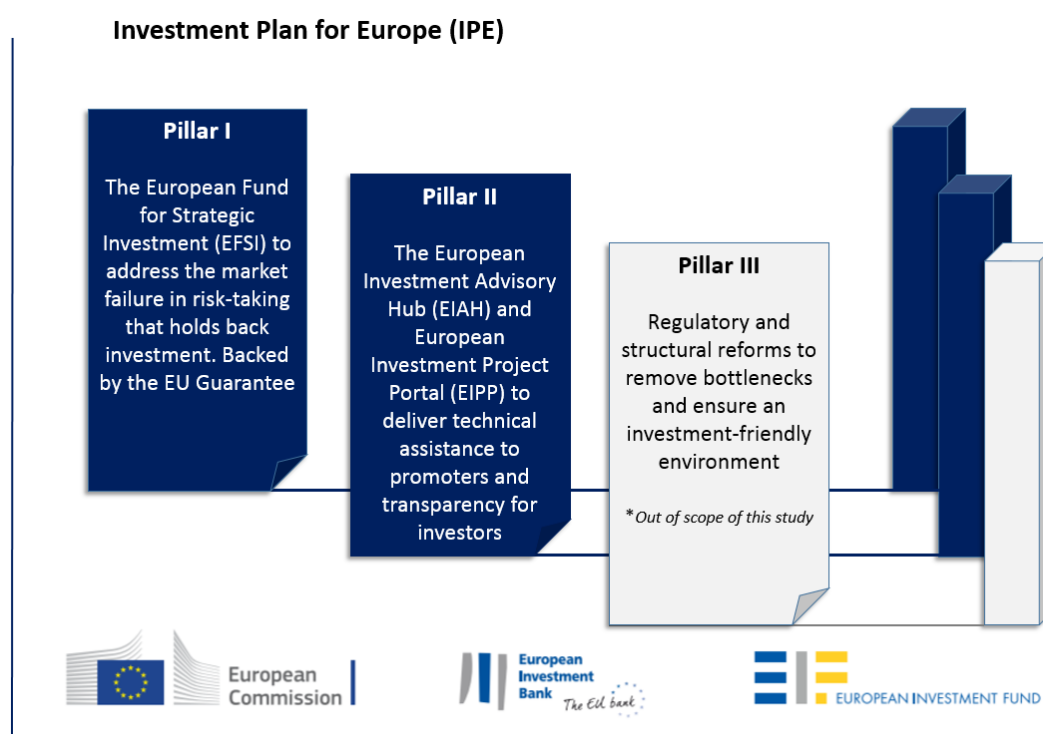 Investment Plan for Europe (IPE)
Pillar I
The European Fund
for Strategic
Investment (EFSI) to
address the market
failure in risk-taking
that holds back
investment. Backed
by the EU Guarantee
Pillar II
The European
Investment Advisory
Hub (EIAH) and
European
Investment Project
Portal (EIPP) to
deliver technical
assistance to
promoters and
transparency for
investors
Pillar III
Regulatory and
structural reforms to
remove bottlenecks
and ensure an
investment-friendly
environment
*Out of scope of this study
European
Commission
European
Investment
Bank
The EU bank
EUROPEAN INVESTMENT FUND